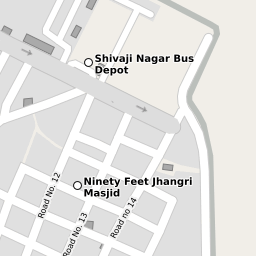 Shivaji Nagar Bus
Depot
Ninety Feet Jhangri
Masjid
Road No. 12
Road No. 13
Road no 14